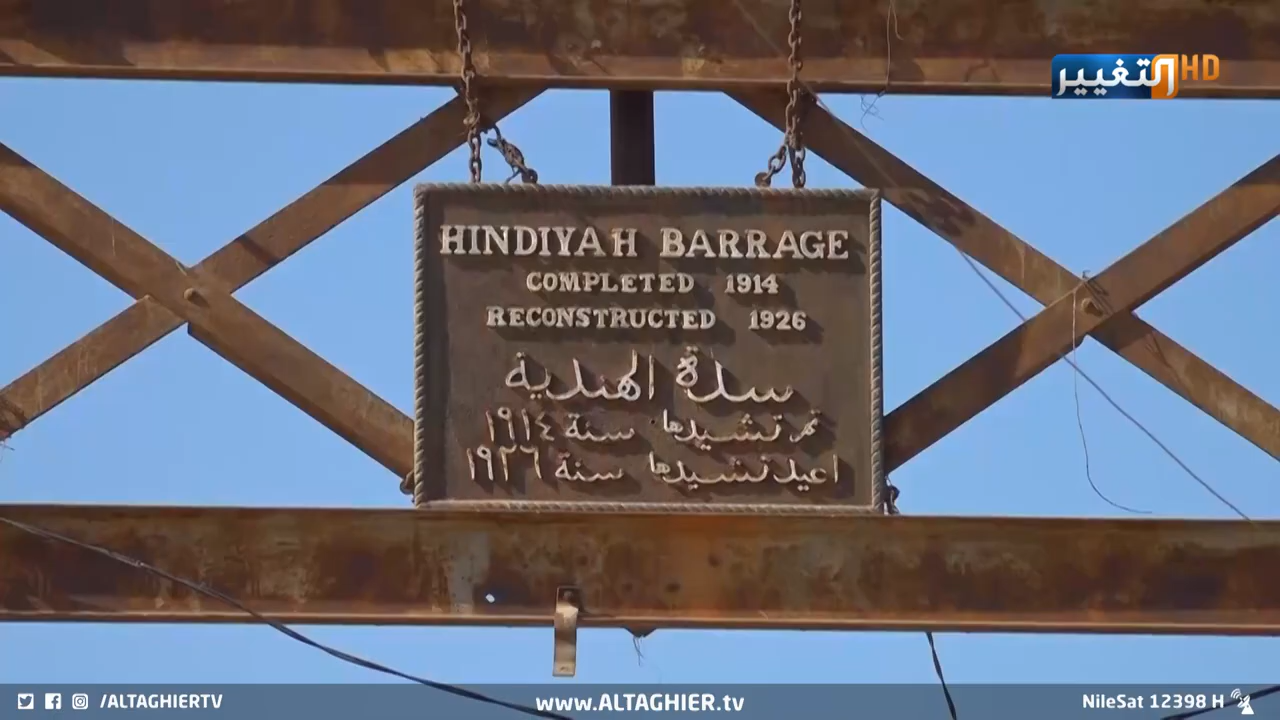 التغيير HD
HINDIYAH BARRAGE
COMPLETED 1914
RECONSTRUCTED 1926
سدة الهندية
تم تشيدها سنة ١٩١٤
اعيد تشيدها سنة ١٩٢٦
/ALTAGHIERTV
www.ALTAGHIER.tv
NileSat 12398 H